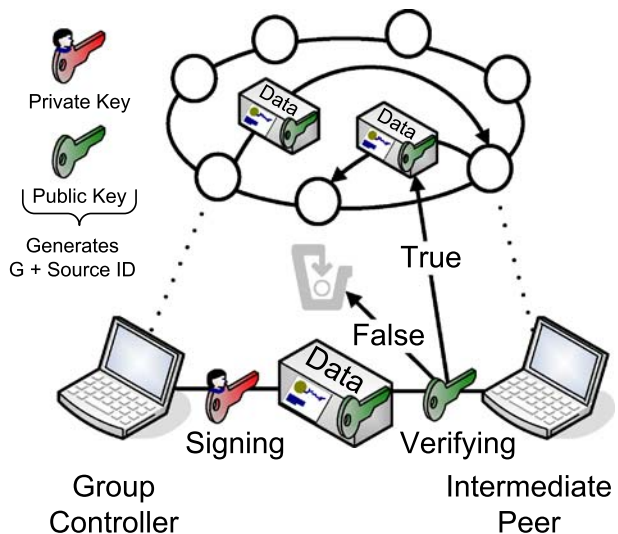 Private Key
Public Key
Generates
G + Source ID
Data
Data
True
False
Data
Signing
Verifying
Group
Controller
Intermediate
Peer